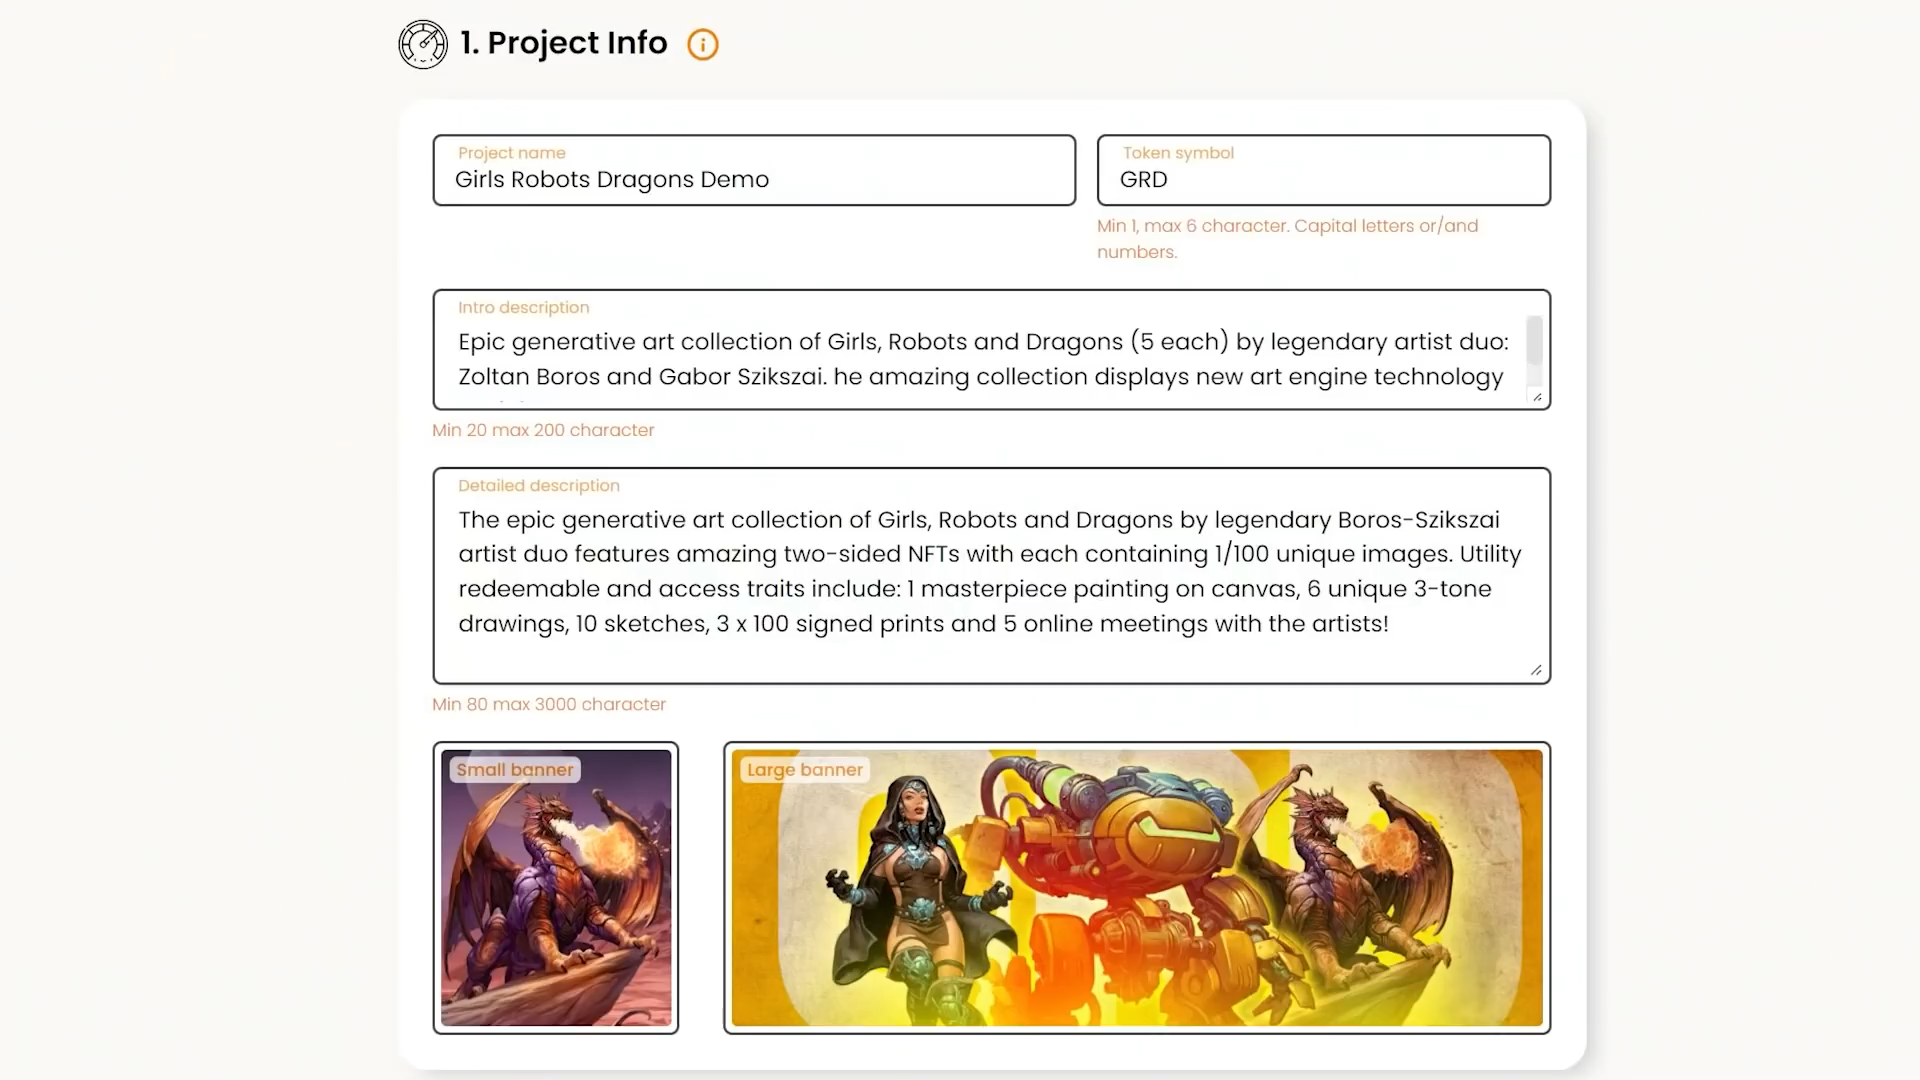 1. Project Info
Project name
Girls Robots Dragons Demo
Token symbol
GRD
Min 1, max 6 character. Capital letters or/and
numbers.
Intro description
Epic generative art collection of Girls, Robots and Dragons (5 each) by legendary artist duo:
Zoltan Boros and Gabor Szikszai. he amazing collection displays new art engine technology
Min 20 max 200 character
Detailed description
The epic generative art collection of Girls, Robots and Dragons by legendary Boros-Szikszai
artist duo features amazing two-sided NFTs with each containing 1/100 unique images. Utility
redeemable and access traits include: 1 masterpiece painting on canvas, 6 unique 3-tone
drawings, 10 sketches, 3 x 100 signed prints and 5 online meetings with the artists!
Min 80 max 3000 character
Small banner
Large banner